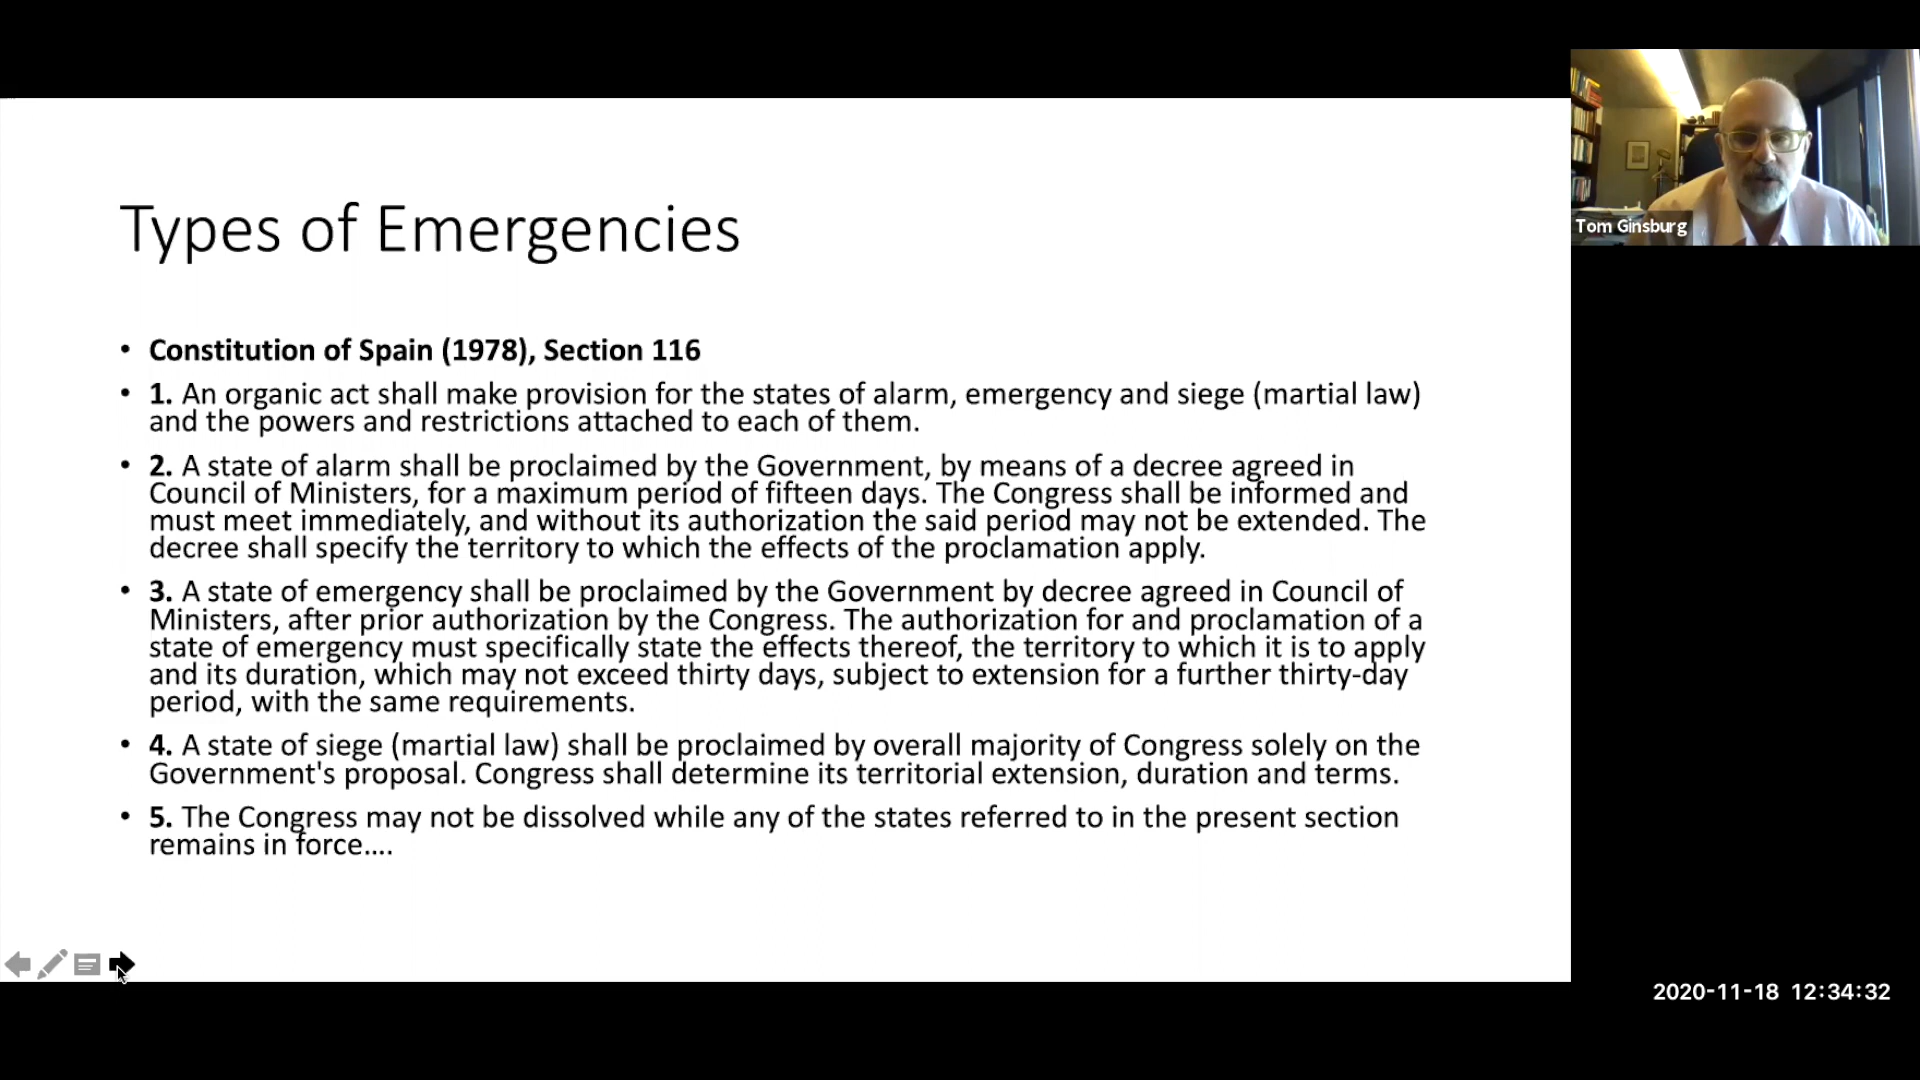 Types of Emergencies
• Constitution of Spain (1978), Section 116
• 1. An organic act shall make provision for the states of alarm, emergency and siege (martial law)
and the powers and restrictions attached to each of them.
• 2. A state of alarm shall be proclaimed by the Government, by means of a decree agreed in
Council of Ministers, for a maximum period of fifteen days. The Congress shall be informed and
must meet immediately, and without its authorization the said period may not be extended. The
decree shall specify the territory to which the effects of the proclamation apply.
• 3. A state of emergency shall be proclaimed by the Government by decree agreed in Council of
Ministers, after prior authorization by the Congress. The authorization for and proclamation of a
state of emergency must specifically state the effects thereof, the territory to which it is to apply
and its duration, which may not exceed thirty days, subject to extension for a further thirty-day
period, with the same requirements.
• 4. A state of siege (martial law) shall be proclaimed by overall majority of Congress solely on the
Government's proposal. Congress shall determine its territorial extension, duration and terms.
• 5. The Congress may not be dissolved while any of the states referred to in the present section
remains in force....
Tom Ginsburg
2020-11-18 12:34:32